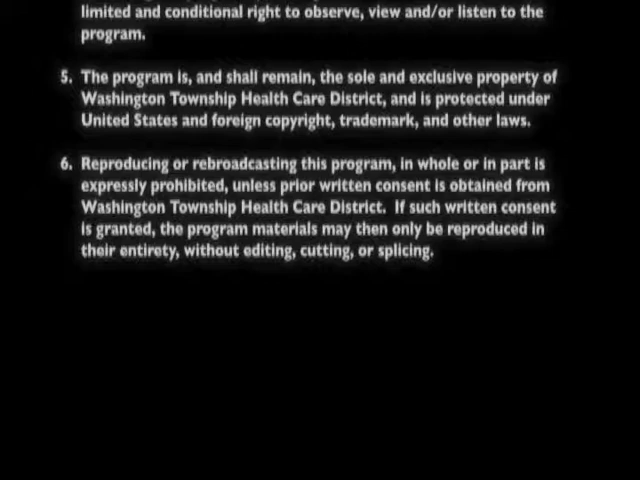 limited and conditional right to observe, view and/or listen to the
program.
5. The program is, and shall remain, the sole and exclusive property of
Washington Township Health Care District, and is protected under
United States and foreign copyright, trademark, and other laws.
6. Reproducing or rebroadcasting this program, in whole or in part is
expressly prohibited, unless prior written consent is obtained from
Washington Township Health Care District. If such written consent
is granted, the program materials may then only be reproduced in
their entirety, without editing, cutting, or splicing.